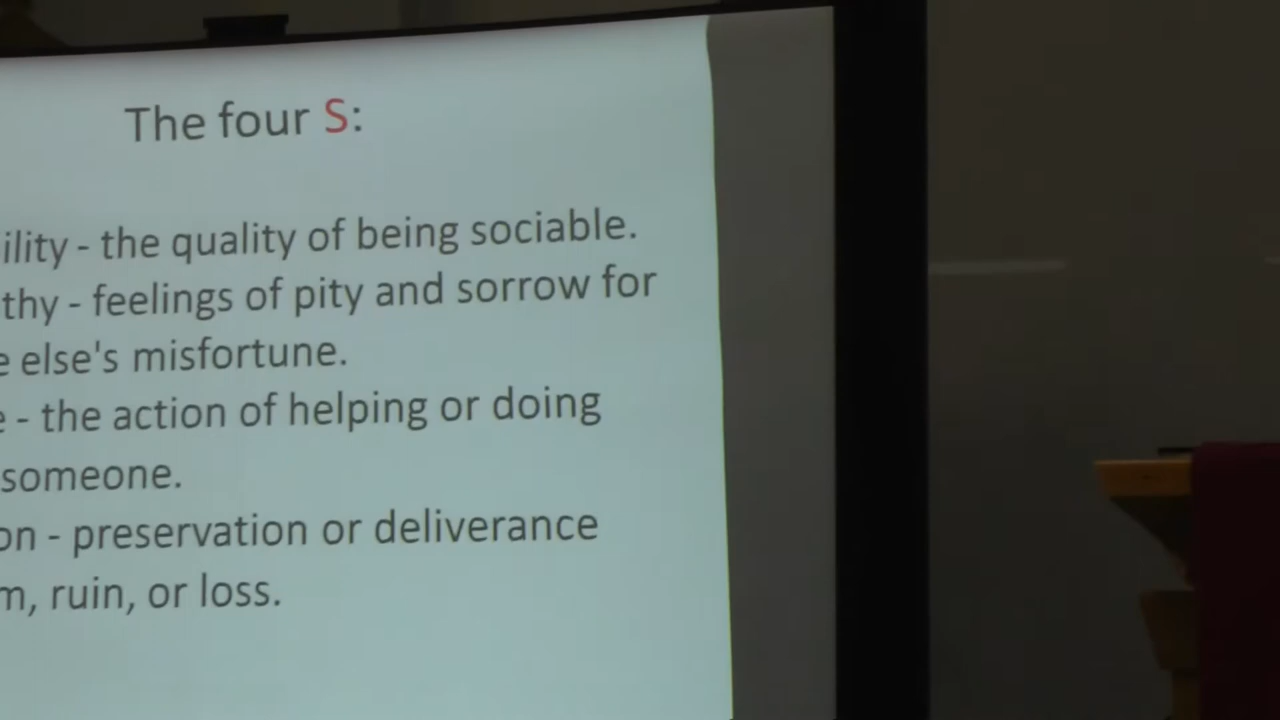 The four S:
ility - the quality of being sociable.
thy - feelings of pity and sorrow for
e else's misfortune.
e - the action of helping or doing
someone.
on - preservation or deliverance
m, ruin, or loss.